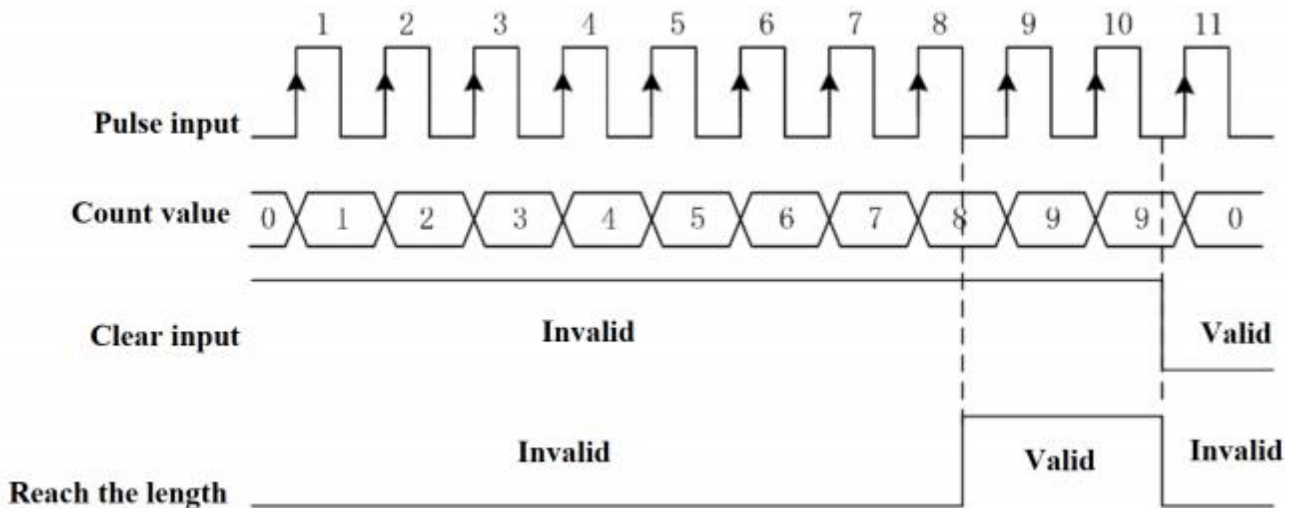 1 2 3 4 5 6 7 8 9 10 11
Pulse input
Count value 0 1 2 3 4 5 6 7 8 9 9 0
Clear input Invalid Valid
Reach the length Invalid Valid Invalid